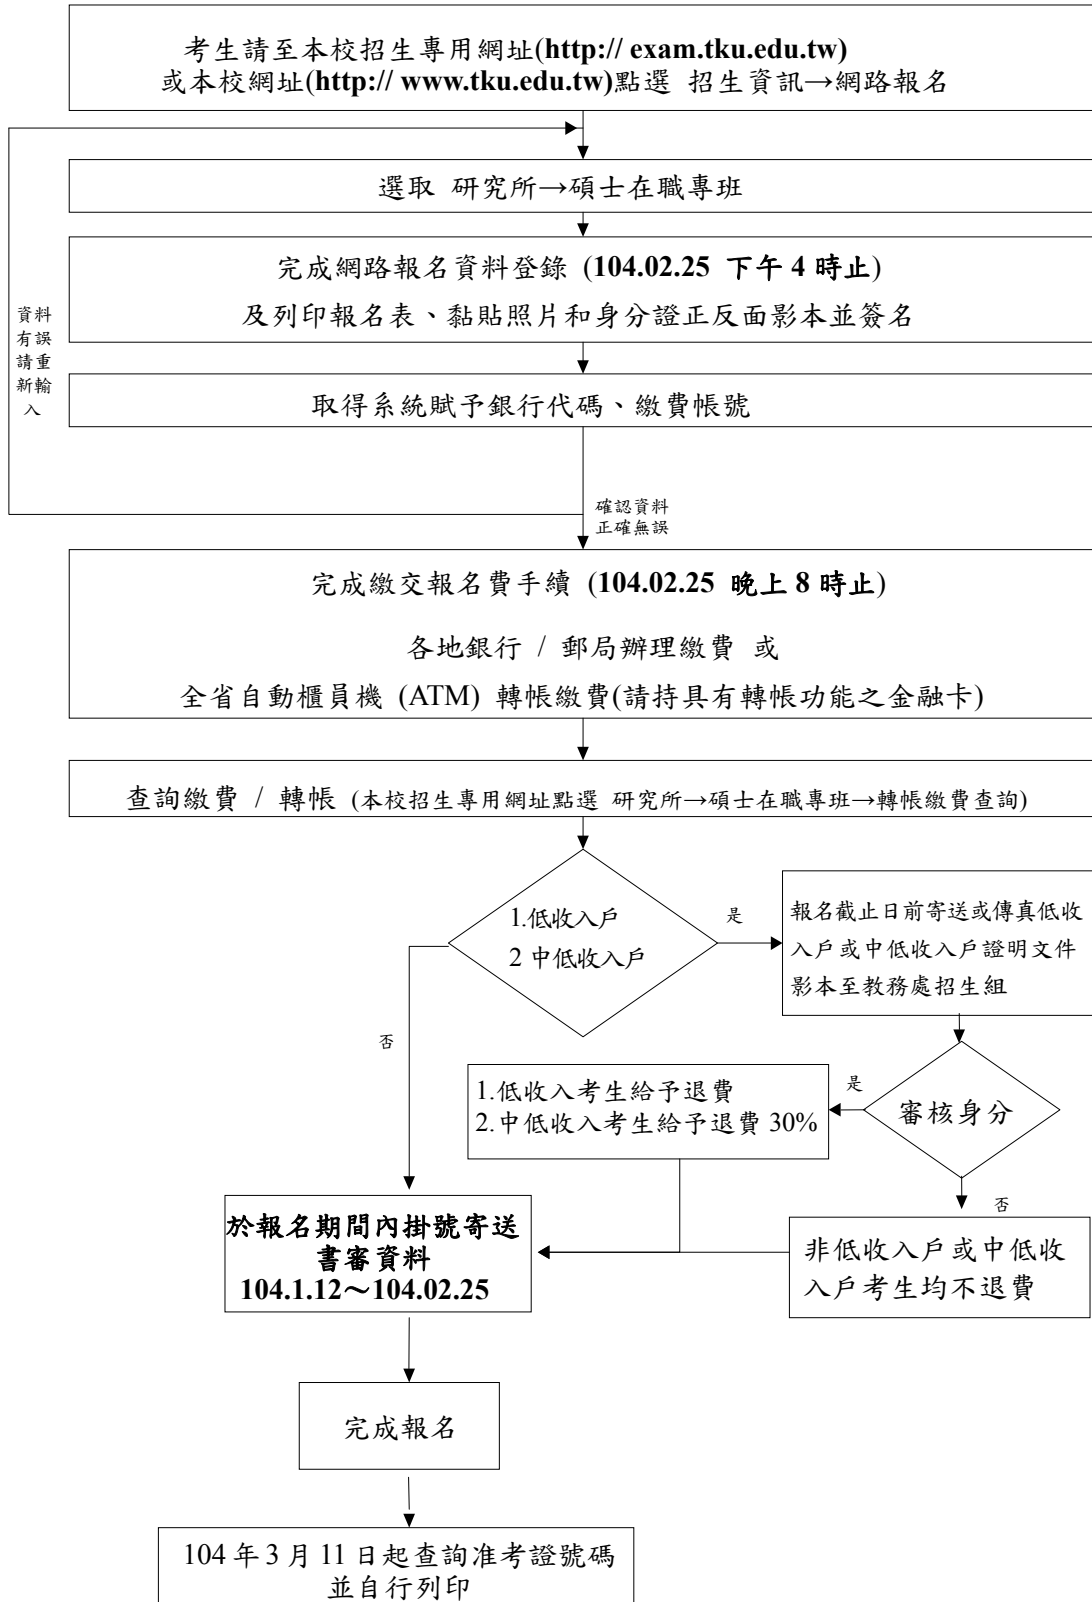 考生請至本校招生專用網址(http:// exam.tku.edu.tw)
或本校網址(http:// www.tku.edu.tw)點選 招生資訊→網路報名
選取 研究所→碩士在職專班
完成網路報名資料登錄 (104.02.25 下午 4 時止)
及列印報名表、黏貼照片和身分證正反面影本並簽名
資料
有誤
請重
新輸
入
取得系統賦予銀行代碼、繳費帳號
確認資料
正確無誤
完成繳交報名費手續 (104.02.25 晚上 8 時止)
各地銀行 / 郵局辦理繳費 或
全省自動櫃員機 (ATM) 轉帳繳費(請持具有轉帳功能之金融卡)
查詢繳費 / 轉帳 (本校招生專用網址點選 研究所→碩士在職專班→轉帳繳費查詢)
1.低收入戶
2 中低收入戶
是
報名截止日前寄送或傳真低收
入戶或中低收入戶證明文件
影本至教務處招生組
否
審核身分
是
1.低收入考生給予退費
2.中低收入考生給予退費 30%
否
非低收入戶或中低收
入戶考生均不退費
於報名期間內掛號寄送
書審資料
104.1.12～104.02.25
完成報名
104 年 3 月 11 日起查詢准考證號碼
並自行列印